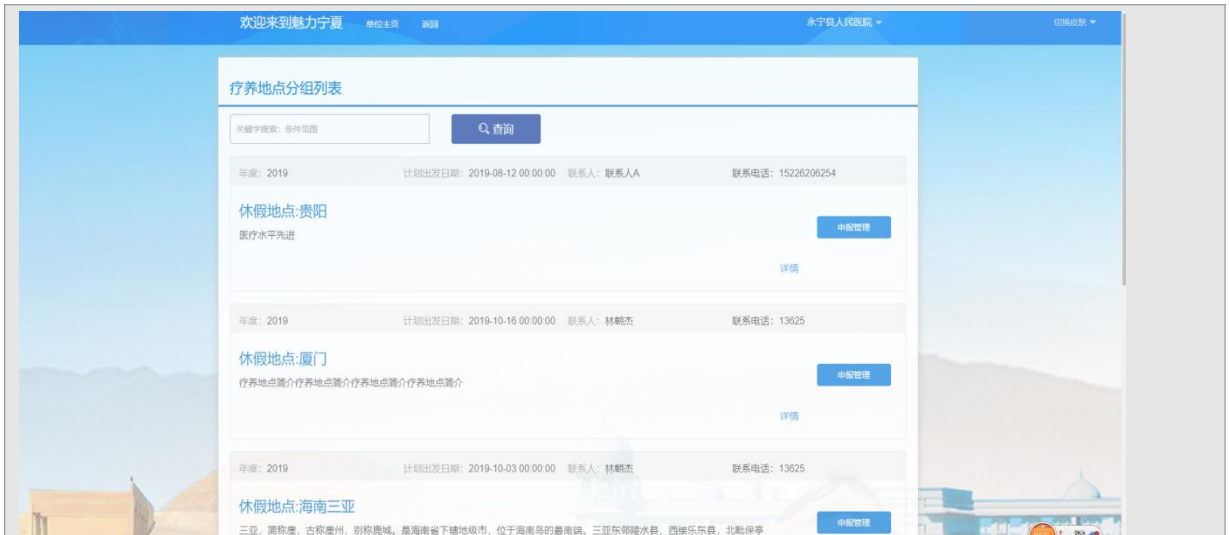 欢迎来到魅力宁夏 单位主页 返回 永宁县人民医院 切换皮肤
疗养地点分组列表
关键字搜索：条件范围 查询
年度：2019 计划出发日期：2019-08-12 00:00:00 联系人：联系人A 联系电话：15226206254
休假地点:贵阳
医疗水平先进
申报管理
详情
年度：2019 计划出发日期：2019-10-16 00:00:00 联系人：林朝杰 联系电话：13625
休假地点:厦门
疗养地点简介疗养地点简介疗养地点简介疗养地点简介
申报管理
详情
年度：2019 计划出发日期：2019-10-03 00:00:00 联系人：林朝杰 联系电话：13625
休假地点:海南三亚
申报管理
三亚，简称崖，古称崖州，别称鹿城，是海南省下辖地级市，位于海南岛的最南端。三亚东邻陵水县，西接乐东县，北毗保亭